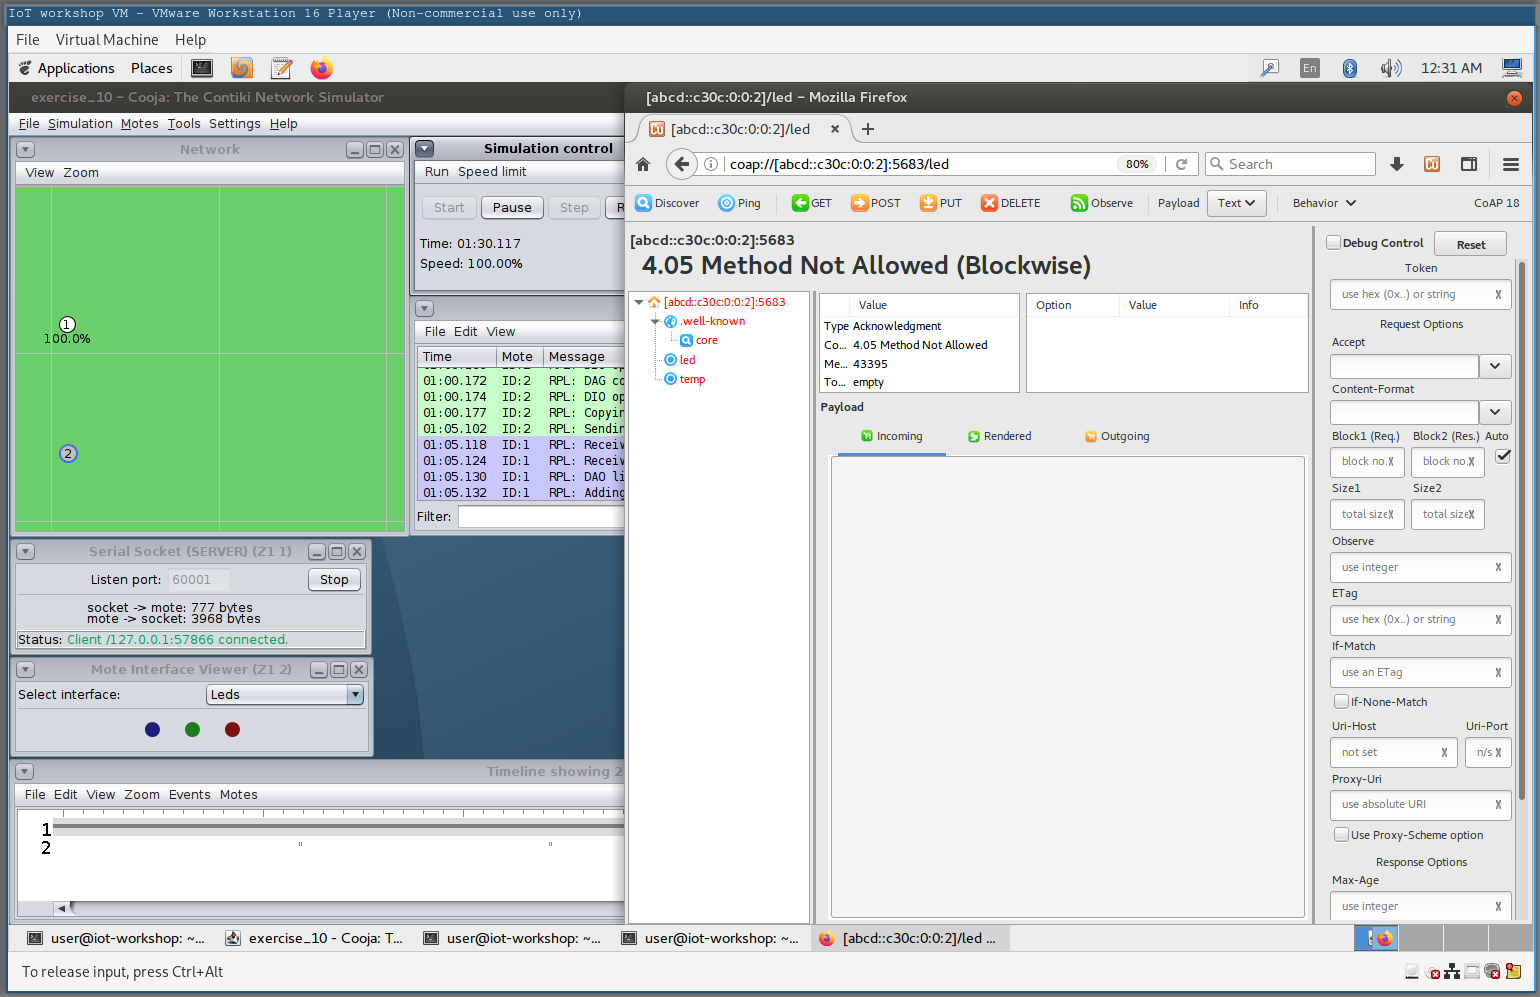 IoT workshop VM - VMware Workstation 16 Player (Non-commercial use only)
File Virtual Machine Help
Applications Places En 12:31 AM
exercise_10 - Cooja: The Contiki Network Simulator
File Simulation Motes Tools Settings Help
Network
View Zoom
1
100.0%
2
Simulation control
Run Speed limit
Start Pause Step R
Time: 01:30.117
Speed: 100.00%
File Edit View
Time Mote Message
01:00.172 ID:2 RPL: DAG co
01:00.174 ID:2 RPL: DIO op
01:00.177 ID:2 RPL: Copyin
01:05.102 ID:2 RPL: Sendin
01:05.118 ID:1 RPL: Receiv
01:05.124 ID:1 RPL: Receiv
01:05.130 ID:1 RPL: DAO li
01:05.132 ID:1 RPL: Adding
Filter:
Serial Socket (SERVER) (Z1 1)
Listen port: 60001 Stop
socket -> mote: 777 bytes
mote -> socket: 3968 bytes
Status: Client /127.0.0.1:57866 connected.
Mote Interface Viewer (Z1 2)
Select interface: Leds
Timeline showing 2
File Edit View Zoom Events Motes
1
2
[abcd::c30c:0:0:2]/led - Mozilla Firefox
[abcd::c30c:0:0:2]/led
coap://[abcd::c30c:0:0:2]:5683/led 80% Search
Discover Ping GET POST PUT DELETE Observe Payload Text Behavior CoAP 18
[abcd::c30c:0:0:2]:5683
4.05 Method Not Allowed (Blockwise)
[abcd::c30c:0:0:2]:5683
.well-known
core
led
temp
Value
Type Acknowledgment
Co... 4.05 Method Not Allowed
Me... 43395
To... empty
Option Value Info
Payload
Incoming Rendered Outgoing
Debug Control Reset
Token
use hex (0x..) or string X
Request Options
Accept
Content-Format
Block1 (Req.) Block2 (Res.) Auto
block no. X block no. X
Size1 Size2
total size X total size X
Observe
use integer X
ETag
use hex (0x..) or string X
If-Match
use an ETag X
If-None-Match
Uri-Host Uri-Port
not set X n/s X
Proxy-Uri
use absolute URI X
Use Proxy-Scheme option
Response Options
Max-Age
use integer X
user@iot-workshop: ~... exercise_10 - Cooja: The C... user@iot-workshop: ~... user@iot-workshop: ~... [abcd::c30c:0:0:2]/led ...
To release input, press Ctrl+Alt